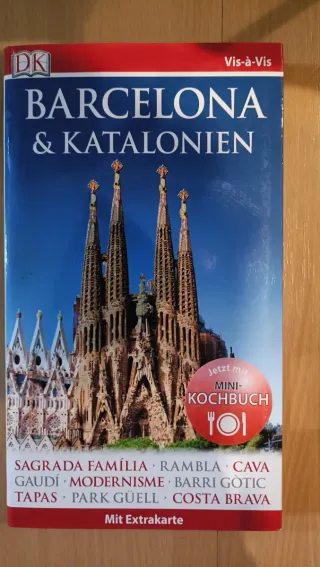 DK
Vis-à-Vis
BARCELONA
& KATALONIEN
Jetzt mit
MINI-
KOCHBUCH
SAGRADA FAMÍLIA · RAMBLA · CAVA
GAUDÍ · MODERNISME · BARRI GÒTIC
TAPAS · PARK GÜELL · COSTA BRAVA
Mit Extrakarte